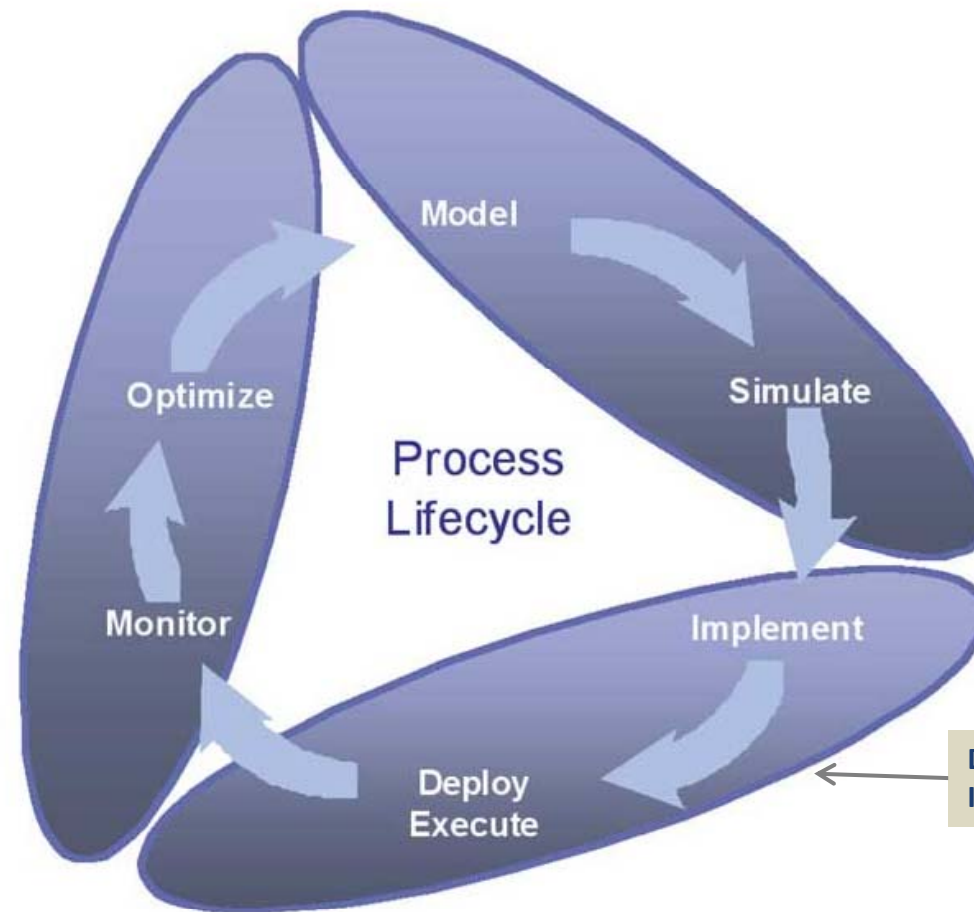 Model
Simulate
Optimize
Process
Lifecycle
Monitor
Implement
Deploy
Execute